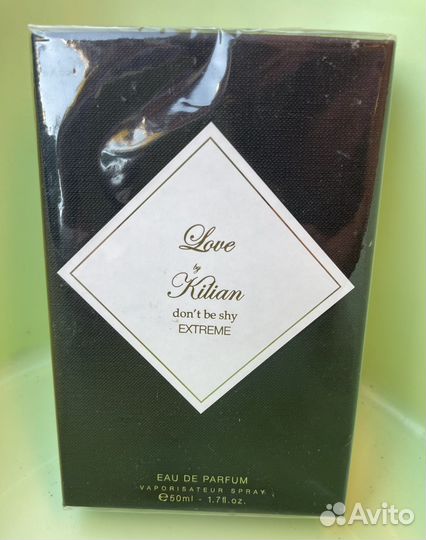 Love
by
Kilian
don't be shy
EXTREME
EAU DE PARFUM
VAPORISATEUR SPRAY
℮50ml - 1.7fl.oz.
Avito